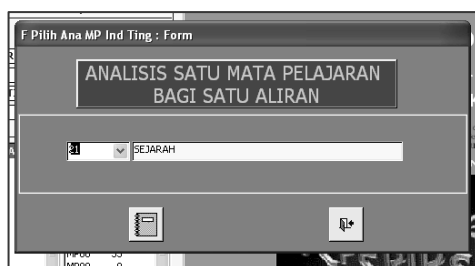 F Pilih Ana MP Ind Ting : Form
ANALISIS SATU MATA PELAJARAN
BAGI SATU ALIRAN
21 SEJARAH